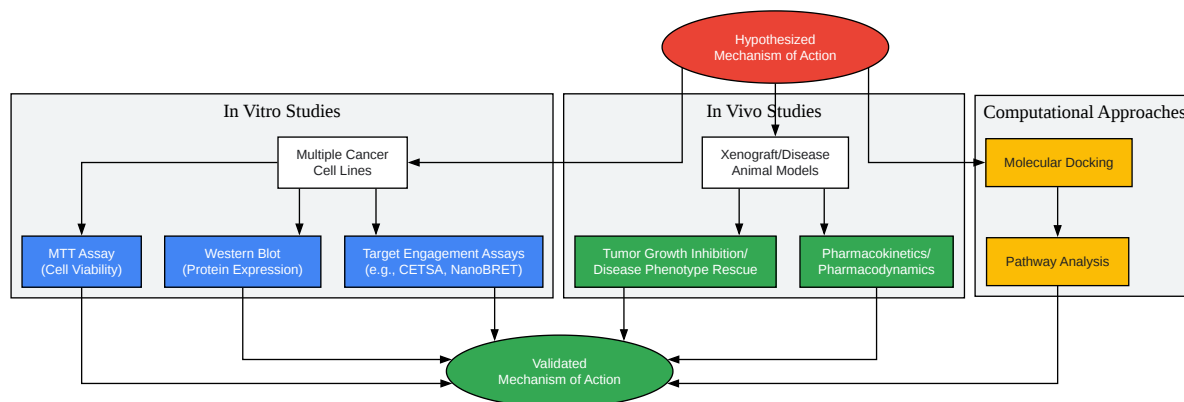 Hypothesized
Mechanism of Action
In Vitro Studies
In Vivo Studies
Computational Approaches
Multiple Cancer
Cell Lines
Xenograft/Disease
Animal Models
Molecular Docking
MTT Assay
(Cell Viability)
Western Blot
(Protein Expression)
Target Engagement Assays
(e.g., CETSA, NanoBRET)
Tumor Growth Inhibition/
Disease Phenotype Rescue
Pharmacokinetics/
Pharmacodynamics
Pathway Analysis
Validated
Mechanism of Action